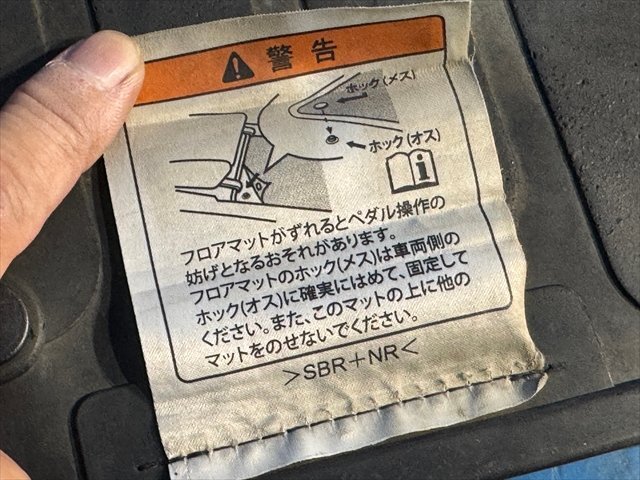 警告
ホック(メス)
ホック(オス)
フロアマットがずれるとペダル操作の
妨げとなるおそれがあります。
フロアマットのホック(メス)は車両側の
ホック(オス)に確実にはめて、固定して
ください。また、このマットの上に他の
マットをのせないでください。
>SBR+NR<